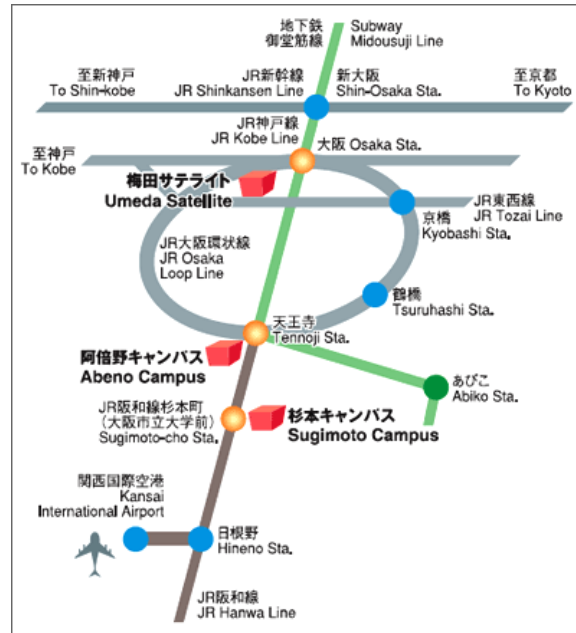 地下鉄
御堂筋線
Subway
Midousuji Line
至新神戸
To Shin-kobe
JR新幹線
JR Shinkansen Line
新大阪
Shin-Osaka Sta.
至京都
To Kyoto
JR神戸線
JR Kobe Line
大阪 Osaka Sta.
至神戸
To Kobe
梅田サテライト
Umeda Satellite
JR東西線
JR Tozai Line
京橋
Kyobashi Sta.
JR大阪環状線
JR Osaka
Loop Line
鶴橋
Tsuruhashi Sta.
天王寺
Tennoji Sta.
阿倍野キャンパス
Abeno Campus
あびこ
Abiko Sta.
JR阪和線杉本町
(大阪市立大学前)
Sugimoto-cho Sta.
杉本キャンパス
Sugimoto Campus
関西国際空港
Kansai
International Airport
日根野
Hineno Sta.
JR阪和線
JR Hanwa Line